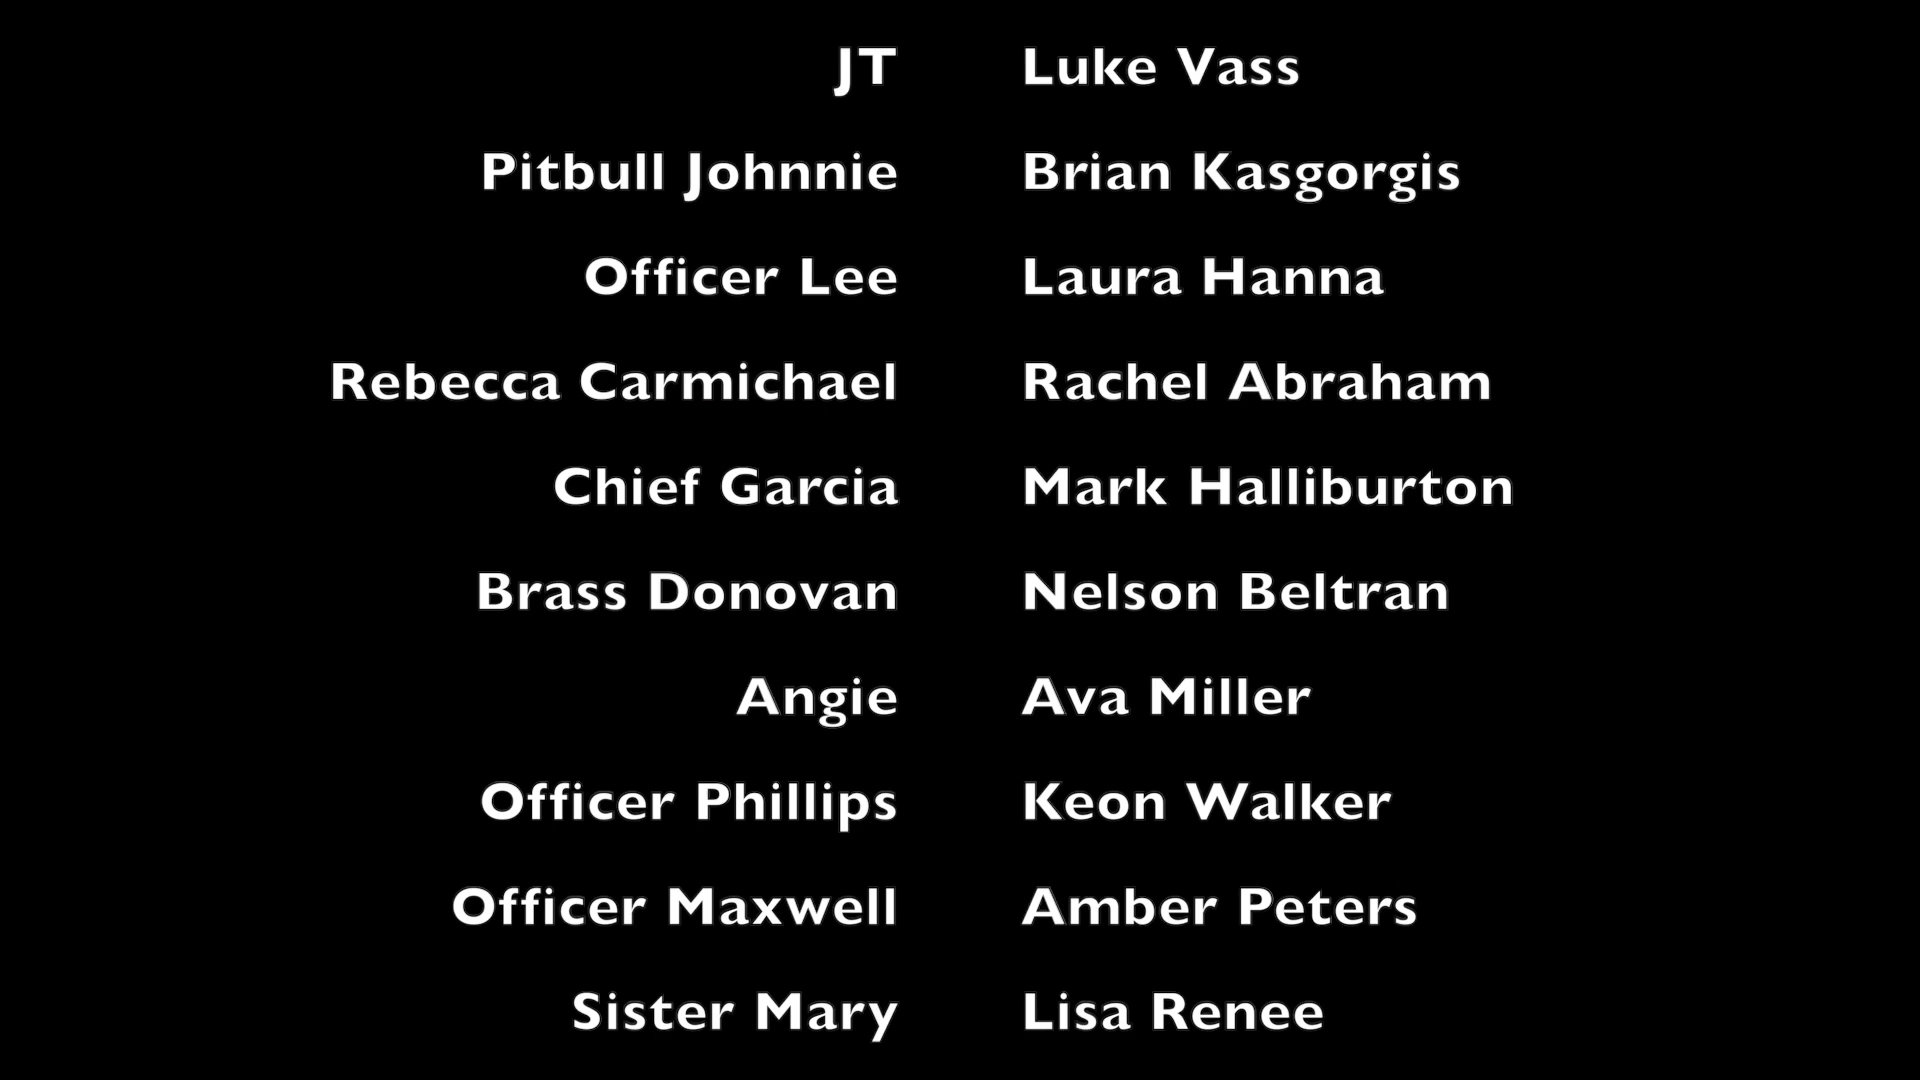 JT Luke Vass
Pitbull Johnnie Brian Kasgorgis
Officer Lee Laura Hanna
Rebecca Carmichael Rachel Abraham
Chief Garcia Mark Halliburton
Brass Donovan Nelson Beltran
Angie Ava Miller
Officer Phillips Keon Walker
Officer Maxwell Amber Peters
Sister Mary Lisa Renee